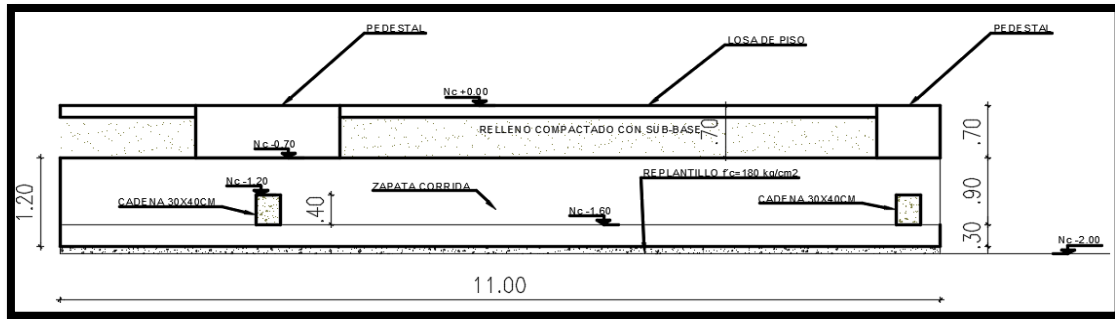 PEDESTAL
LOSA DE PISO
PEDESTAL
Nc +0.00
RELLENO COMPACTADO CON SUB-BASE
.70
.70
Nc -0.70
REPLANTILLO f'c=180 kg/cm2
1.20
Nc -1.20
ZAPATA CORRIDA
CADENA 30X40CM
.40
CADENA 30X40CM
.90
Nc -1.60
.30
Nc -2.00
11.00